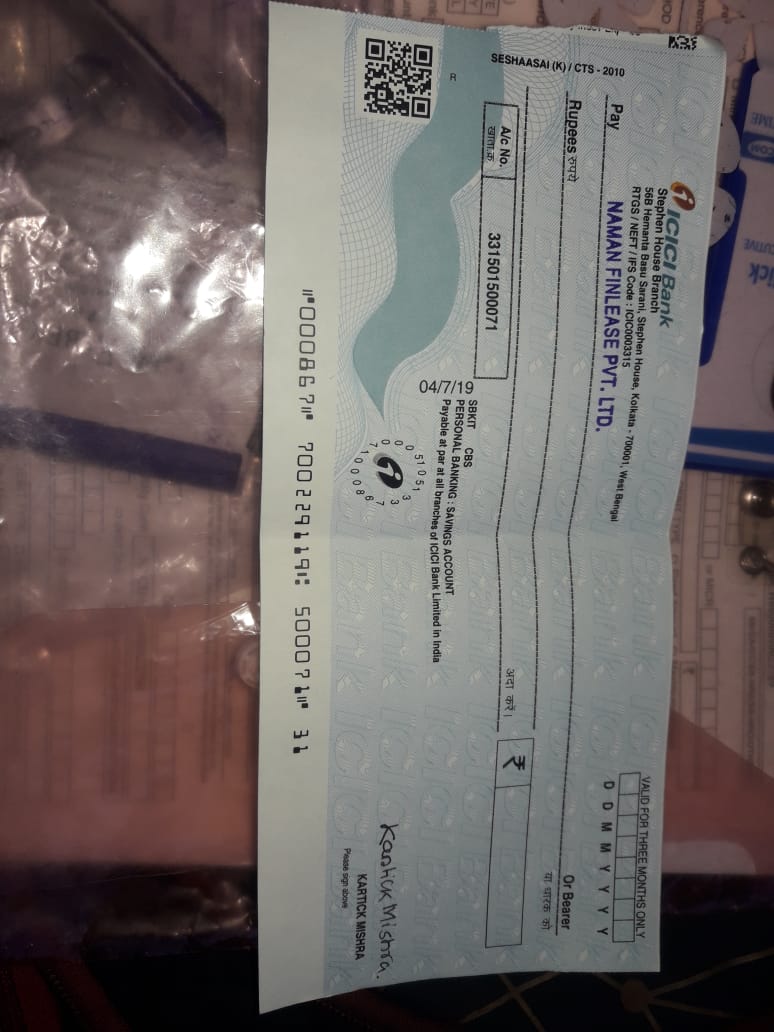 SESHAASAI (K) / CTS - 2010
R
ICICI Bank
Stephen House Branch
56B Hemanta Basu Sarani, Stephen House, Kolkata - 700001, West Bengal
RTGS / NEFT / IFS Code : ICIC0003315
VALID FOR THREE MONTHS ONLY
D D M M Y Y Y Y
Pay NAMAN FINLEASE PVT. LTD.
Or Bearer
या धारक को
Rupees रुपये
अदा करें।
₹
A/c No.
खाता क्र.
331501500071
04/7/19
SBKIT CBS
PERSONAL BANKING : SAVINGS ACCOUNT
Payable at par at all branches of ICICI Bank Limited in India
Kartick Mishra.
KARTICK MISHRA
Please sign above
⑈000867⑈ 700229119⑆ 500071⑈ 31